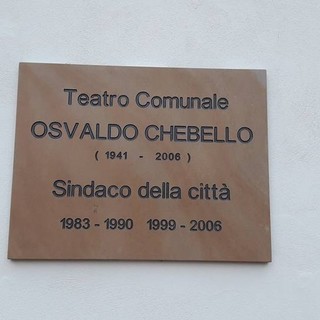 Teatro Comunale
OSVALDO CHEBELLO
( 1941 - 2006 )
Sindaco della città
1983 - 1990 1999 - 2006